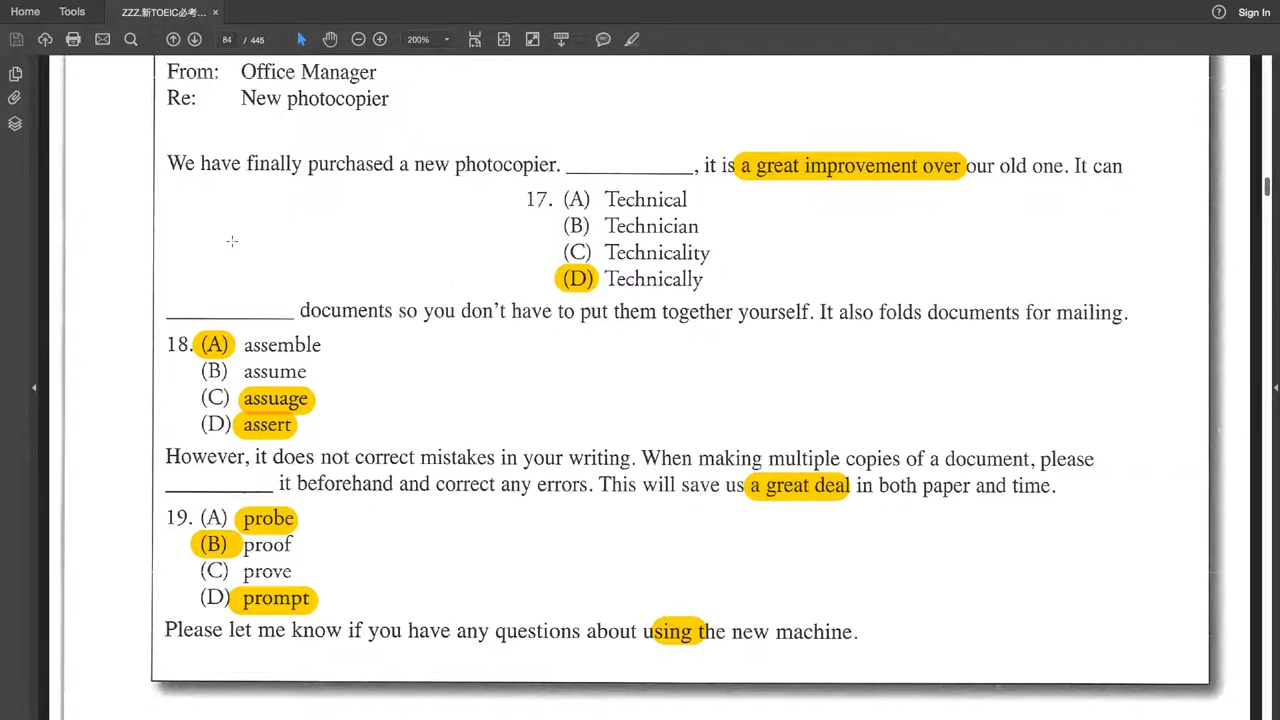 Home Tools ZZZ.新TOEIC必考... × Sign In
84 / 445 200%
From: Office Manager
Re: New photocopier
We have finally purchased a new photocopier. ____________, it is a great improvement over our old one. It can
17. (A) Technical
(B) Technician
(C) Technicality
(D) Technically
____________ documents so you don't have to put them together yourself. It also folds documents for mailing.
18. (A) assemble
(B) assume
(C) assuage
(D) assert
However, it does not correct mistakes in your writing. When making multiple copies of a document, please
__________ it beforehand and correct any errors. This will save us a great deal in both paper and time.
19. (A) probe
(B) proof
(C) prove
(D) prompt
Please let me know if you have any questions about using the new machine.